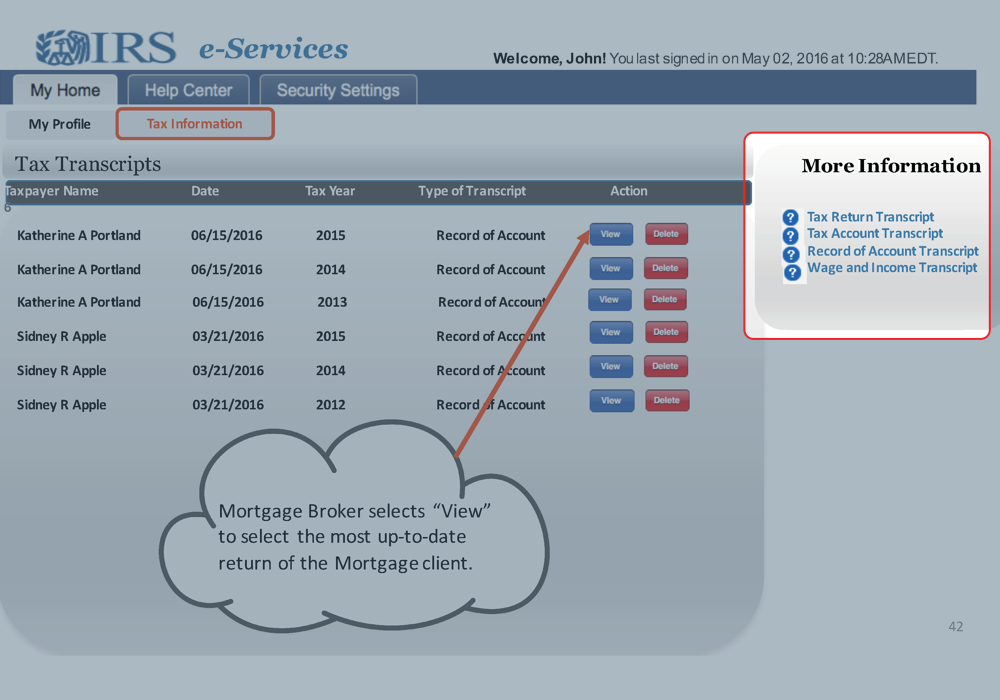 IRS e-Services
Welcome, John! You last signed in on May 02, 2016 at 10:28AM EDT.
My Home Help Center Security Settings
My Profile Tax Information
Tax Transcripts
Taxpayer Name Date Tax Year Type of Transcript Action
6
Katherine A Portland 06/15/2016 2015 Record of Account View Delete
Katherine A Portland 06/15/2016 2014 Record of Account View Delete
Katherine A Portland 06/15/2016 2013 Record of Account View Delete
Sidney R Apple 03/21/2016 2015 Record of Account View Delete
Sidney R Apple 03/21/2016 2014 Record of Account View Delete
Sidney R Apple 03/21/2016 2012 Record of Account View Delete
More Information
? Tax Return Transcript
? Tax Account Transcript
? Record of Account Transcript
? Wage and Income Transcript
Mortgage Broker selects “View”
to select the most up-to-date
return of the Mortgage client.
42